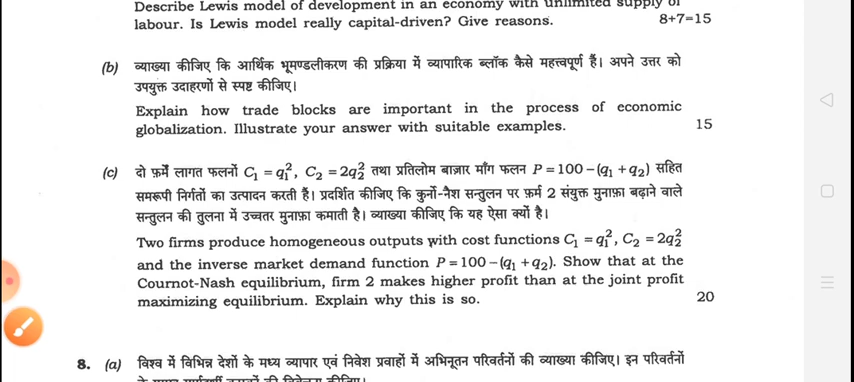 Describe Lewis model of development in an economy with unlimited supply of
labour. Is Lewis model really capital-driven? Give reasons. 8+7=15
(b) व्याख्या कीजिए कि आर्थिक भूमण्डलीकरण की प्रक्रिया में व्यापारिक ब्लॉक कैसे महत्त्वपूर्ण हैं। अपने उत्तर को
उपयुक्त उदाहरणों से स्पष्ट कीजिए।
Explain how trade blocks are important in the process of economic
globalization. Illustrate your answer with suitable examples. 15
(c) दो फ़र्में लागत फलनों C₁ = q₁², C₂ = 2q₂² तथा प्रतिलोम बाज़ार माँग फलन P = 100 – (q₁ + q₂) सहित
समरूपी निर्गतों का उत्पादन करती हैं। प्रदर्शित कीजिए कि कुर्नो-नैश सन्तुलन पर फ़र्म 2 संयुक्त मुनाफ़ा बढ़ाने वाले
सन्तुलन की तुलना में उच्चतर मुनाफ़ा कमाती है। व्याख्या कीजिए कि यह ऐसा क्यों है।
Two firms produce homogeneous outputs with cost functions C₁ = q₁², C₂ = 2q₂²
and the inverse market demand function P = 100 – (q₁ + q₂). Show that at the
Cournot-Nash equilibrium, firm 2 makes higher profit than at the joint profit
maximizing equilibrium. Explain why this is so. 20
8. (a) विश्व में विभिन्न देशों के मध्य व्यापार एवं निवेश प्रवाहों में अभिनूतन परिवर्तनों की व्याख्या कीजिए। इन परिवर्तनों